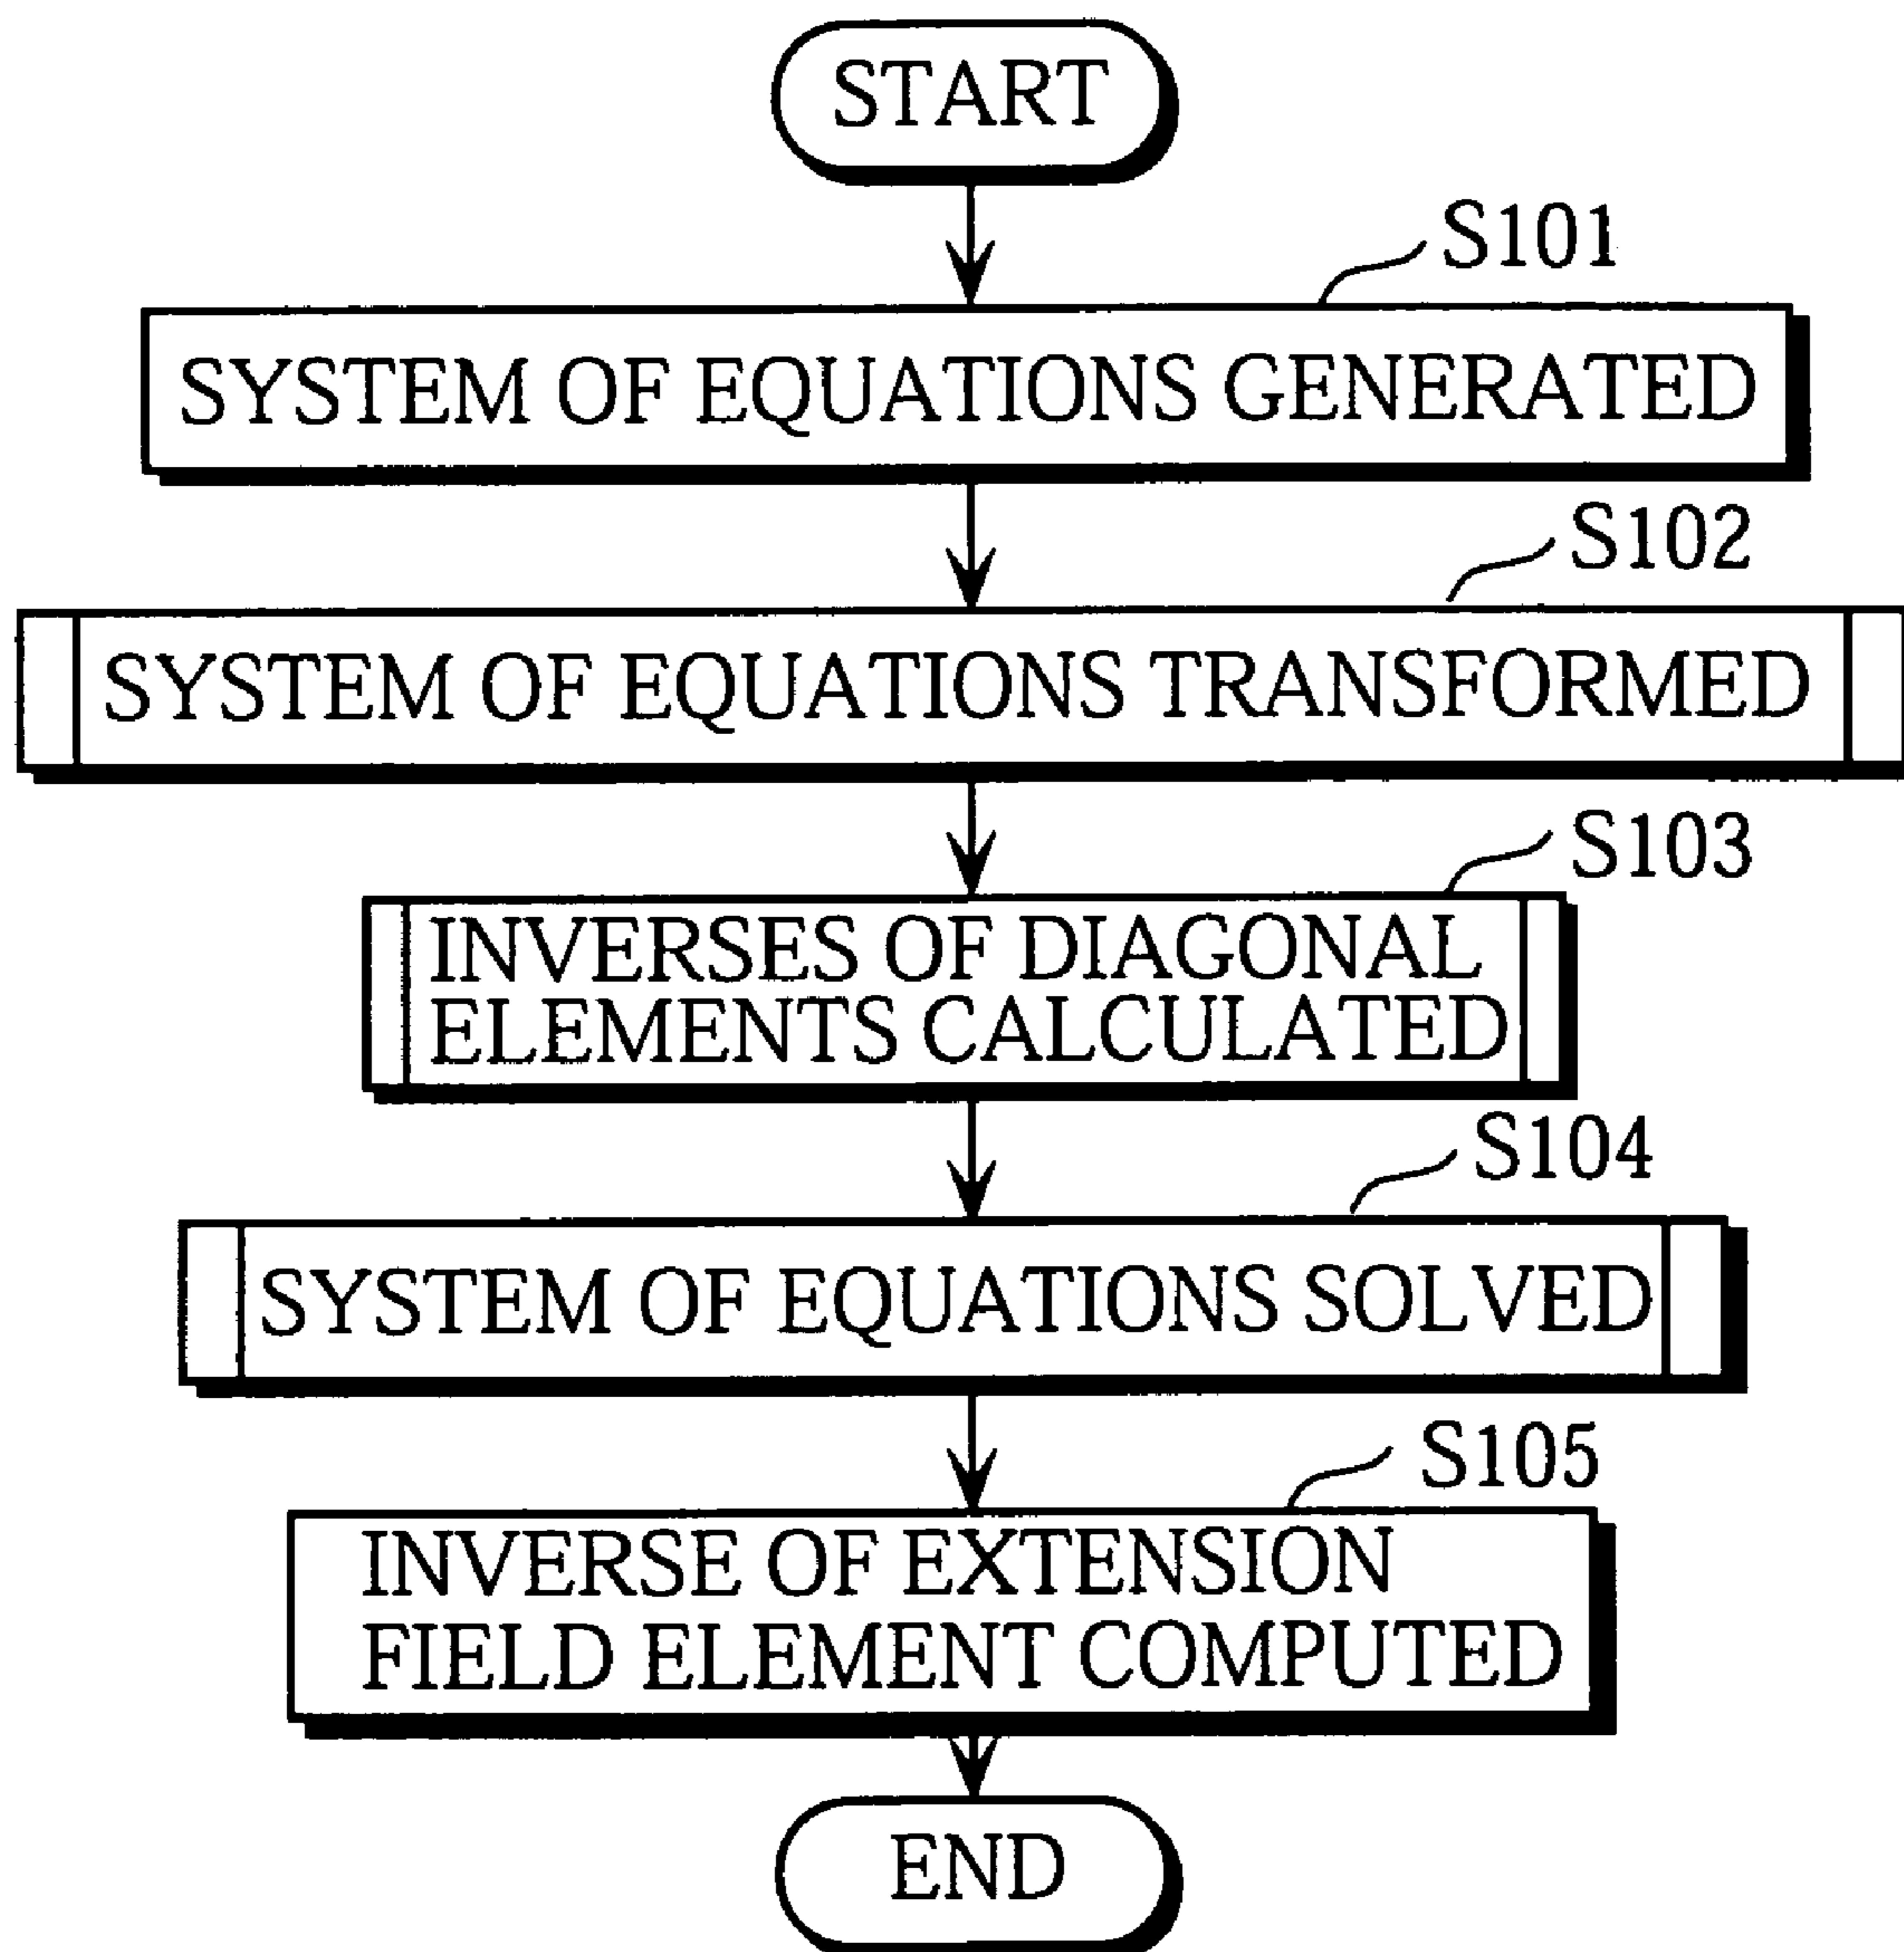 START
S101
SYSTEM OF EQUATIONS GENERATED
S102
SYSTEM OF EQUATIONS TRANSFORMED
S103
INVERSES OF DIAGONAL
ELEMENTS CALCULATED
S104
SYSTEM OF EQUATIONS SOLVED
S105
INVERSE OF EXTENSION
FIELD ELEMENT COMPUTED
END